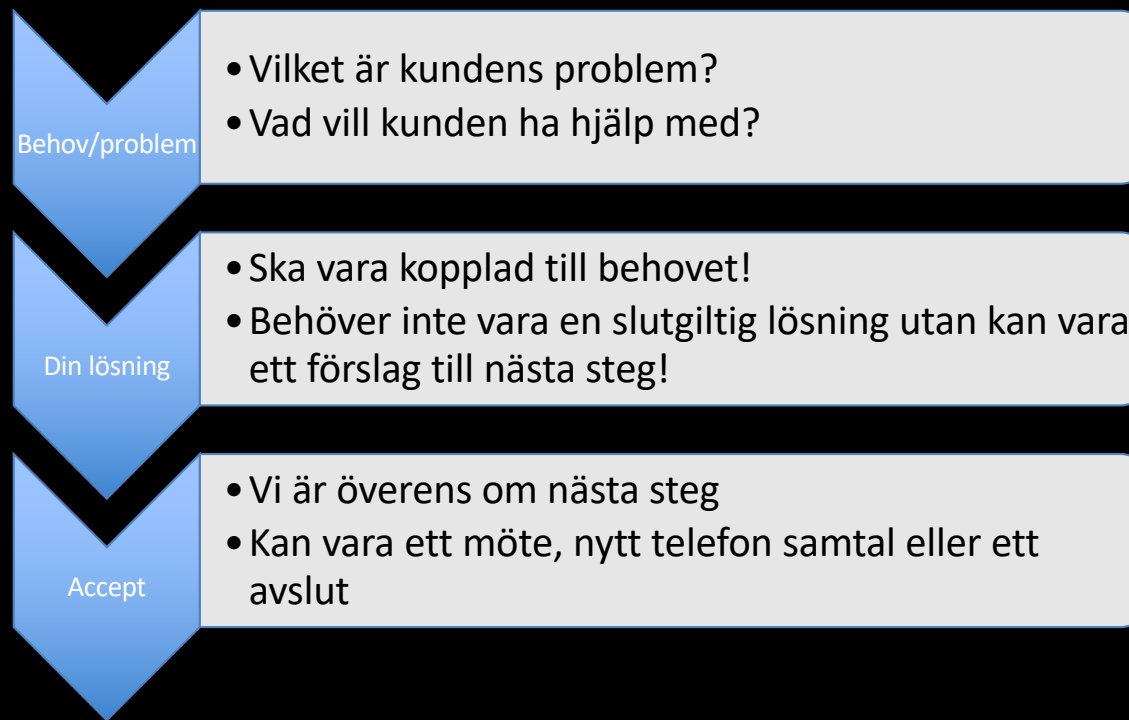 Behov/problem
•Vilket är kundens problem?
•Vad vill kunden ha hjälp med?
Din lösning
•Ska vara kopplad till behovet!
•Behöver inte vara en slutgiltig lösning utan kan vara
ett förslag till nästa steg!
Accept
•Vi är överens om nästa steg
•Kan vara ett möte, nytt telefon samtal eller ett
avslut